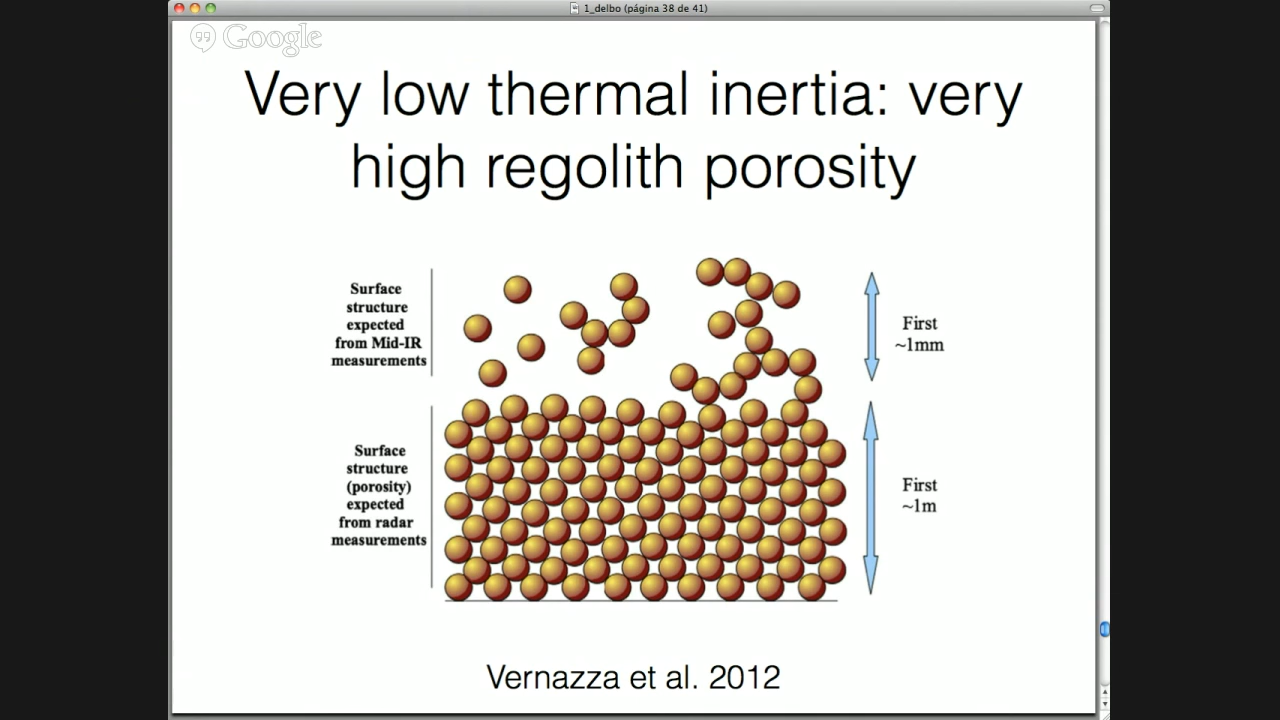 1_delbo (página 38 de 41)
Google
Very low thermal inertia: very
high regolith porosity
Surface
structure
expected
from Mid-IR
measurements
First
~1mm
Surface
structure
(porosity)
expected
from radar
measurements
First
~1m
Vernazza et al. 2012